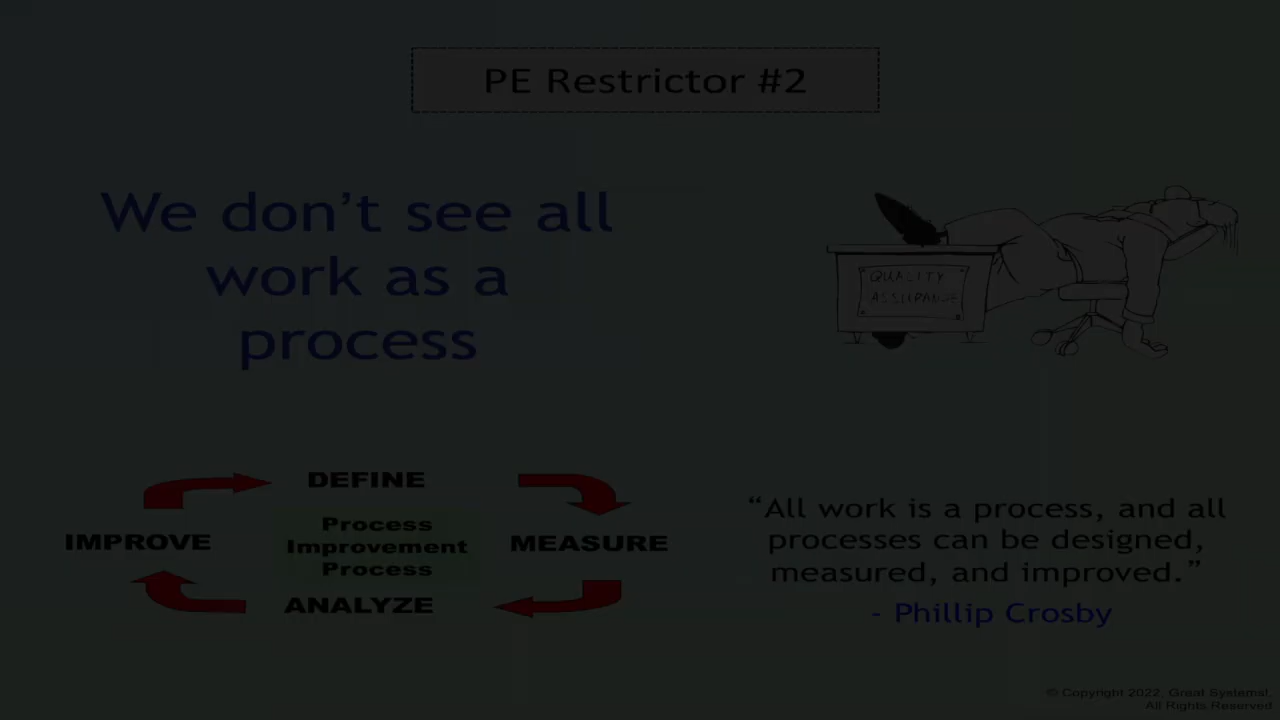 PE Restrictor #2
We don't see all
work as a
process
QUALITY
ASSURANCE
DEFINE
IMPROVE
Process
Improvement
Process
MEASURE
ANALYZE
“All work is a process, and all
processes can be designed,
measured, and improved.”
- Phillip Crosby
© Copyright 2022, Great Systems!,
All Rights Reserved